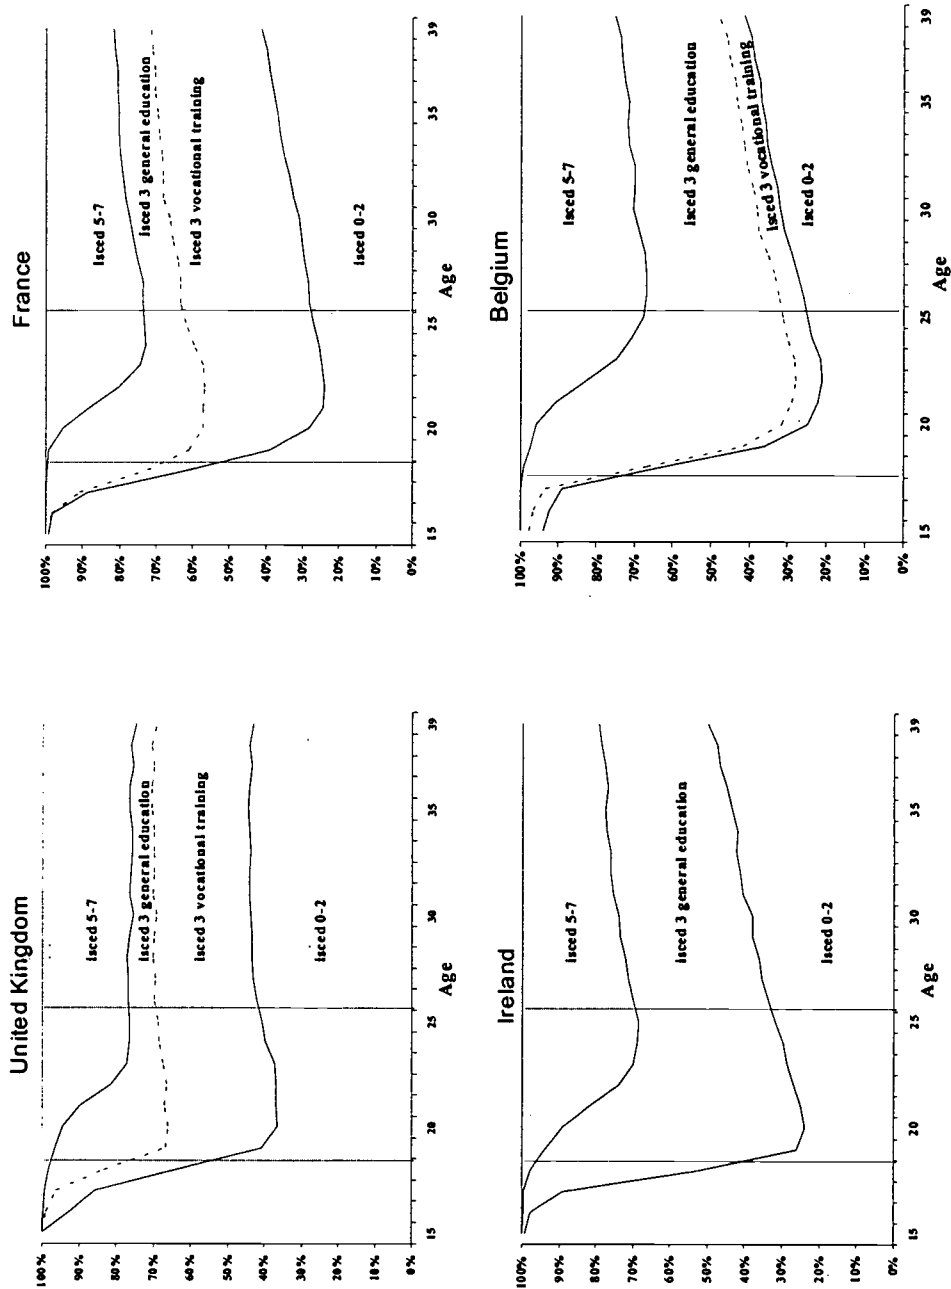 United Kingdom
100%
90%
80%
70%
60%
50%
40%
30%
20%
10%
0%
Isced 5-7
Isced 3 general education
Isced 3 vocational training
Isced 0-2
15 20 25 30 35 39
Age
France
100%
90%
80%
70%
60%
50%
40%
30%
20%
10%
0%
Isced 5-7
Isced 3 general education
Isced 3 vocational training
Isced 0-2
15 20 25 30 35 39
Age
Ireland
100%
90%
80%
70%
60%
50%
40%
30%
20%
10%
0%
Isced 5-7
Isced 3 general education
Isced 0-2
15 20 25 30 35 39
Age
Belgium
100%
90%
80%
70%
60%
50%
40%
30%
20%
10%
0%
Isced 5-7
Isced 3 general education
Isced 3 vocational training
Isced 0-2
15 20 25 30 35 39
Age